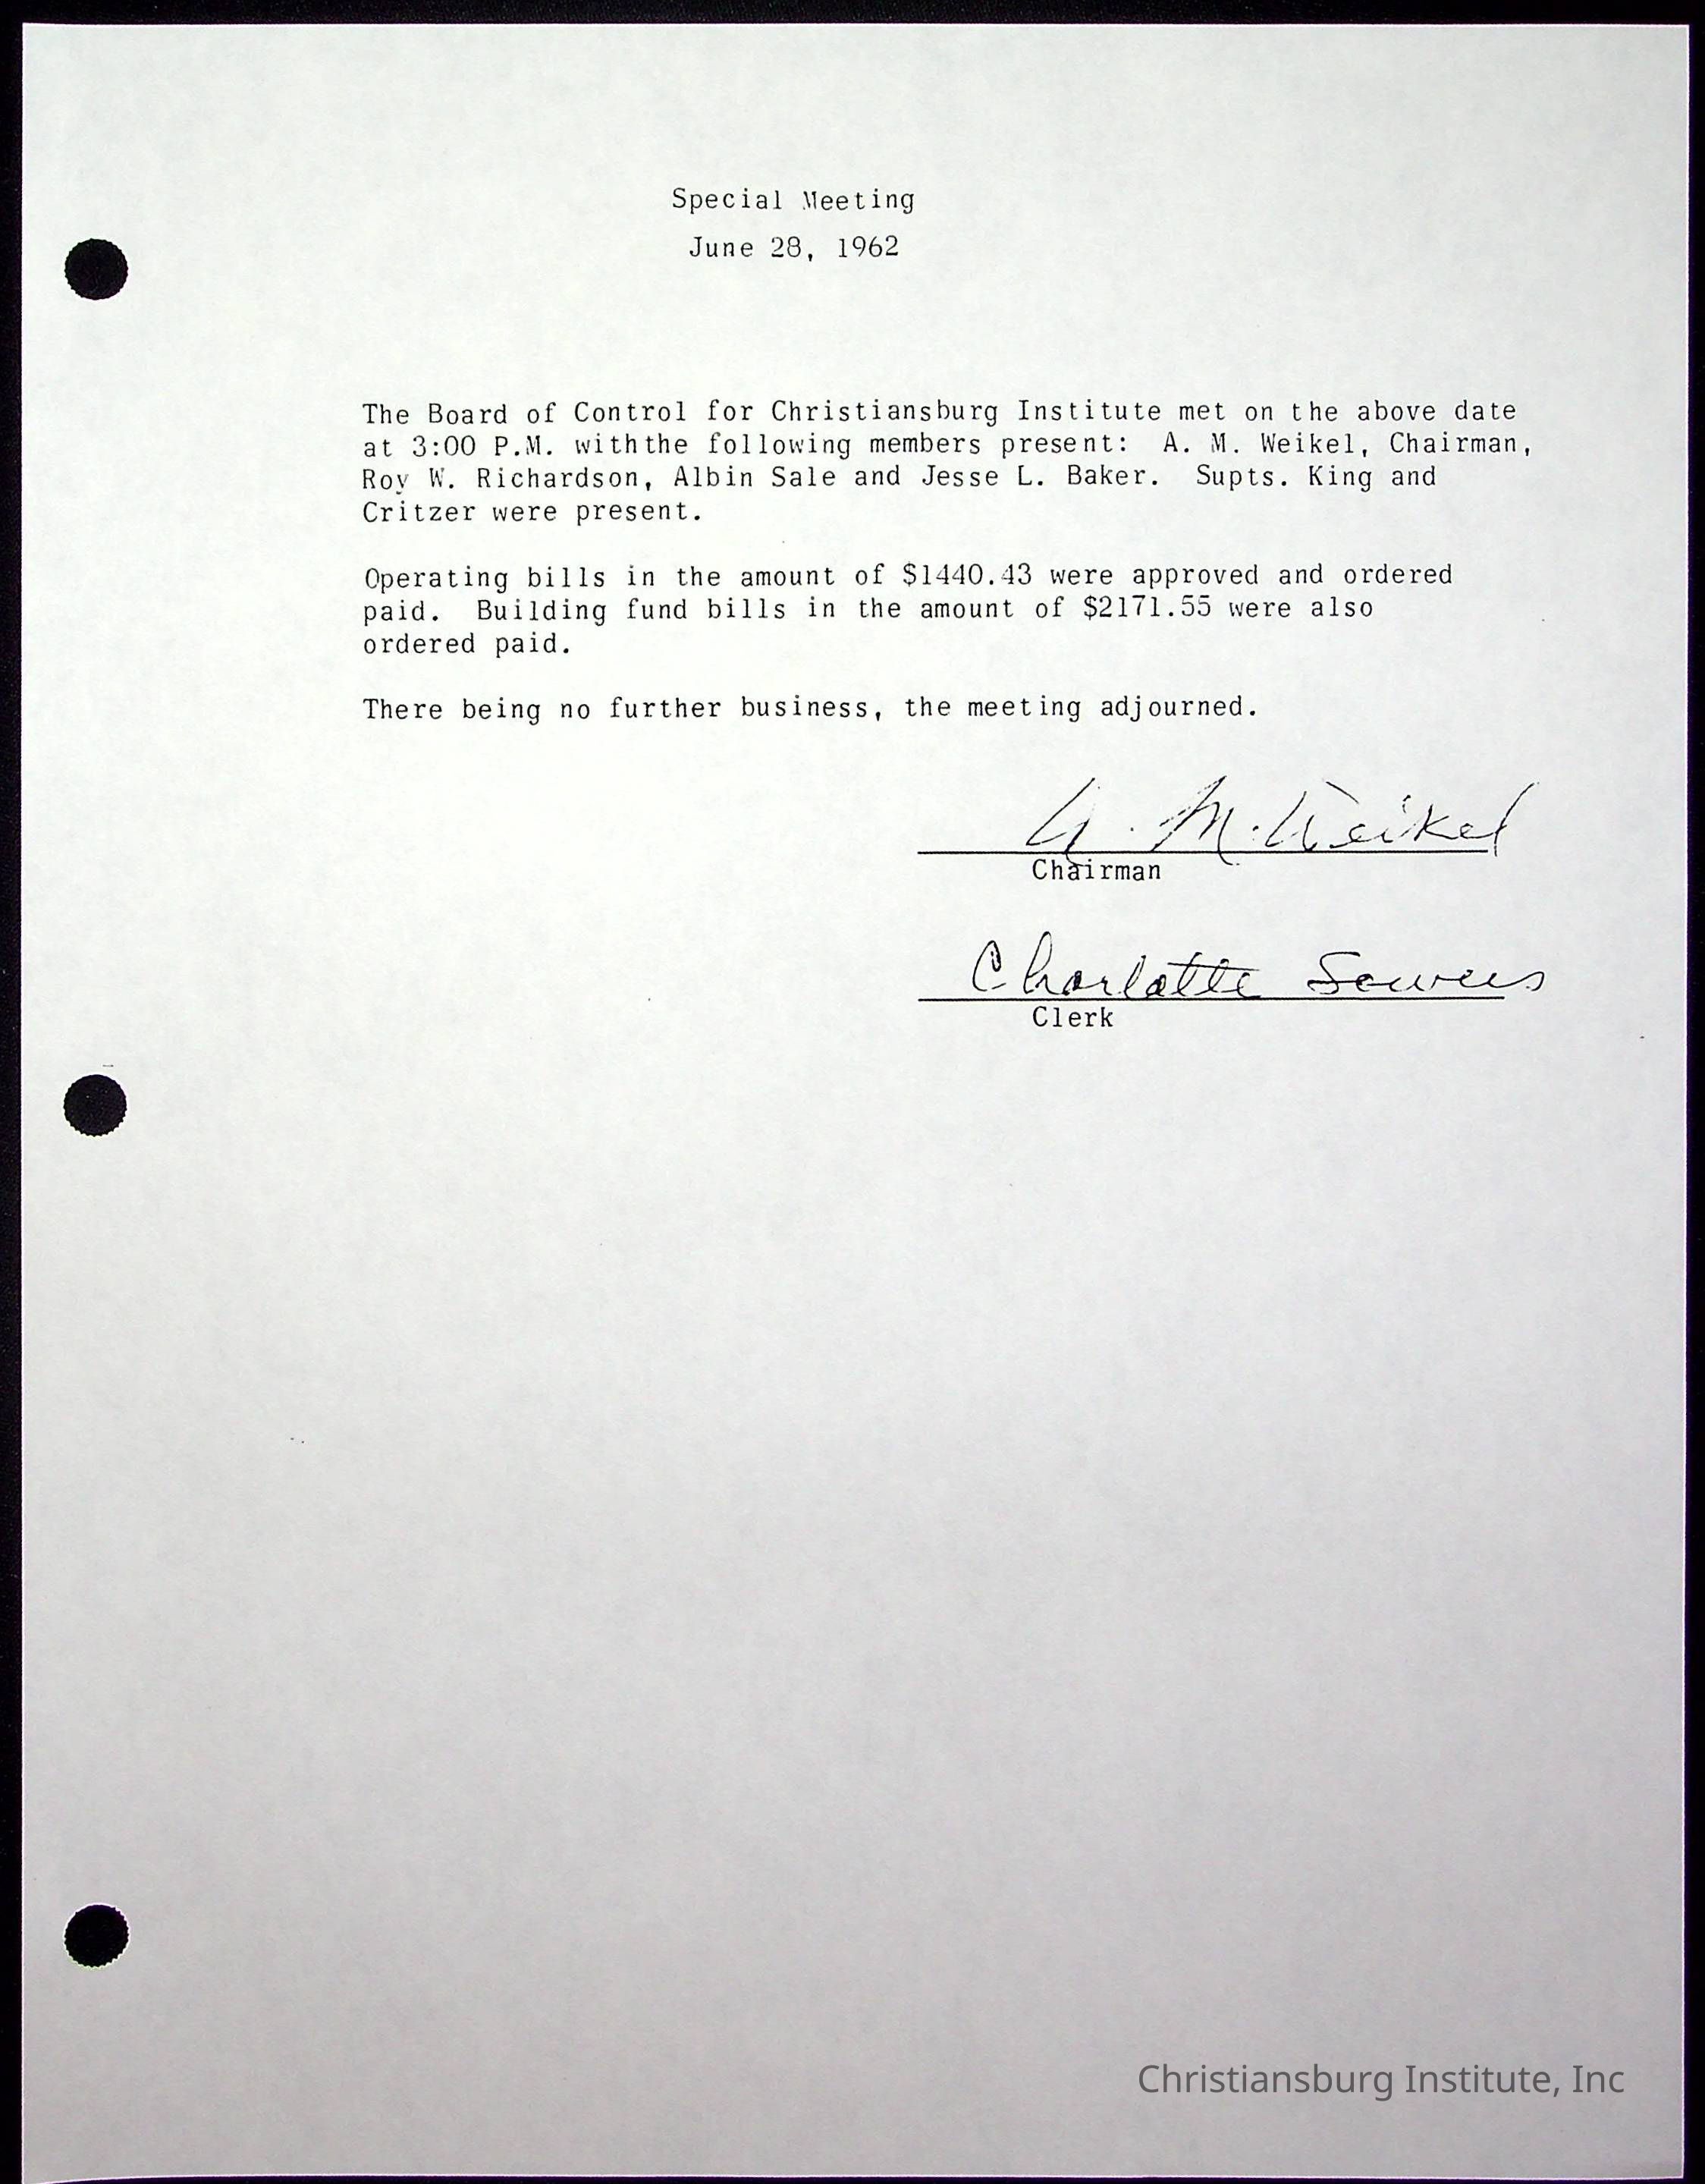 Special Meeting
June 28, 1962
The Board of Control for Christiansburg Institute met on the above date
at 3:00 P.M. withthe following members present: A. M. Weikel, Chairman,
Roy W. Richardson, Albin Sale and Jesse L. Baker. Supts. King and
Critzer were present.
Operating bills in the amount of $1440.43 were approved and ordered
paid. Building fund bills in the amount of $2171.55 were also
ordered paid.
There being no further business, the meeting adjourned.
A. M. Weikel
Chairman
Charlotte Sowers
Clerk
Christiansburg Institute, Inc